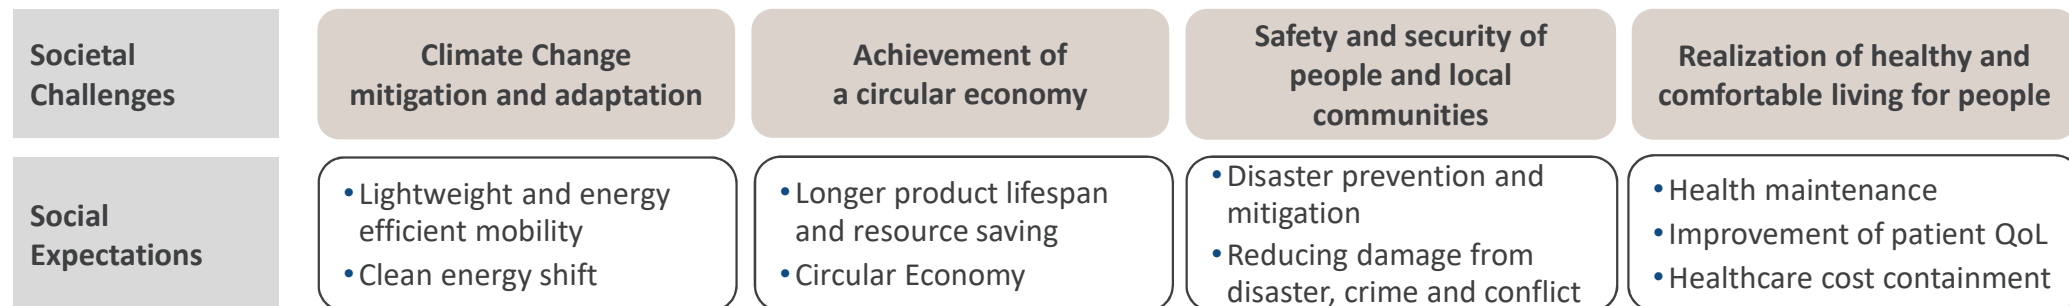 Societal
Challenges
Climate Change
mitigation and adaptation
Achievement of
a circular economy
Safety and security of
people and local
communities
Realization of healthy and
comfortable living for people
Social
Expectations
•Lightweight and energy
efficient mobility
•Clean energy shift
•Longer product lifespan
and resource saving
•Circular Economy
•Disaster prevention and
mitigation
•Reducing damage from
disaster, crime and conflict
•Health maintenance
•Improvement of patient QoL
•Healthcare cost containment